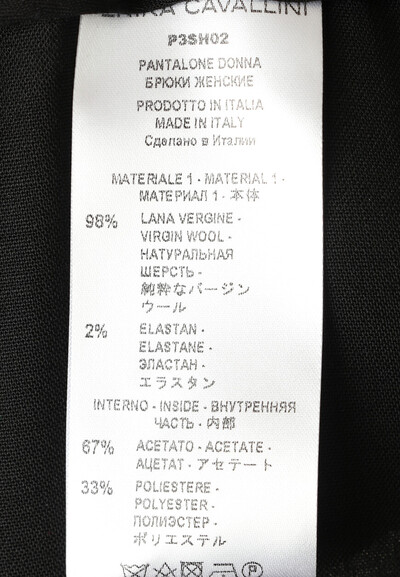 ERIKA CAVALLINI
P3SH02
PANTALONE DONNA
БРЮКИ ЖЕНСКИЕ
PRODOTTO IN ITALIA
MADE IN ITALY
Сделано в Италии
MATERIALE 1 - MATERIAL 1 -
МАТЕРИАЛ 1 - 本体
98% LANA VERGINE -
VIRGIN WOOL -
НАТУРАЛЬНАЯ
ШЕРСТЬ -
純粋なバージン
ウール
2% ELASTAN -
ELASTANE -
ЭЛАСТАН -
エラスタン
INTERNO - INSIDE - ВНУТРЕННЯЯ
ЧАСТЬ - 内部
67% ACETATO - ACETATE -
АЦЕТАТ - アセテート
33% POLIESTERE -
POLYESTER -
ПОЛИЭСТЕР -
ポリエステル